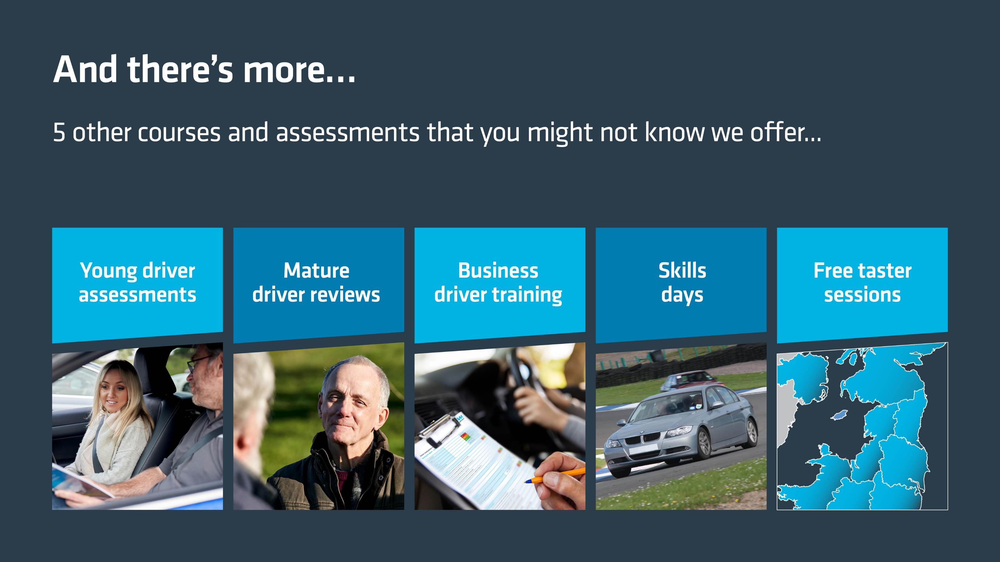 And there’s more...
5 other courses and assessments that you might not know we offer...
Young driver
assessments
Mature
driver reviews
Business
driver training
Skills
days
Free taster
sessions